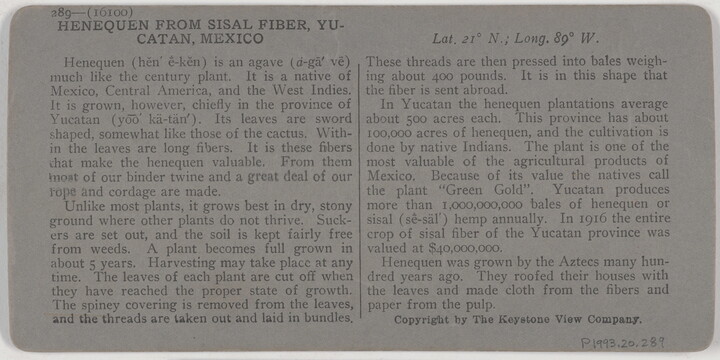 289—(16100)
HENEQUEN FROM SISAL FIBER, YU-
CATAN, MEXICO
Henequen (hĕn´ ê-kĕn) is an agave (ȧ-gā´ vē)
much like the century plant. It is a native of
Mexico, Central America, and the West Indies.
It is grown, however, chiefly in the province of
Yucatan (yo͞o´ kä-tän´). Its leaves are sword
shaped, somewhat like those of the cactus. With-
in the leaves are long fibers. It is these fibers
that make the henequen valuable. From them
most of our binder twine and a great deal of our
rope and cordage are made.
Unlike most plants, it grows best in dry, stony
ground where other plants do not thrive. Suck-
ers are set out, and the soil is kept fairly free
from weeds. A plant becomes full grown in
about 5 years. Harvesting may take place at any
time. The leaves of each plant are cut off when
they have reached the proper state of growth.
The spiney covering is removed from the leaves,
and the threads are taken out and laid in bundles.
Lat. 21° N.; Long. 89° W.
These threads are then pressed into bales weigh-
ing about 400 pounds. It is in this shape that
the fiber is sent abroad.
In Yucatan the henequen plantations average
about 500 acres each. This province has about
100,000 acres of henequen, and the cultivation is
done by native Indians. The plant is one of the
most valuable of the agricultural products of
Mexico. Because of its value the natives call
the plant "Green Gold". Yucatan produces
more than 1,000,000,000 bales of henequen or
sisal (sê-säl´) hemp annually. In 1916 the entire
crop of sisal fiber of the Yucatan province was
valued at $40,000,000.
Henequen was grown by the Aztecs many hun-
dred years ago. They roofed their houses with
the leaves and made cloth from the fibers and
paper from the pulp.
Copyright by The Keystone View Company.
P1993.20.289